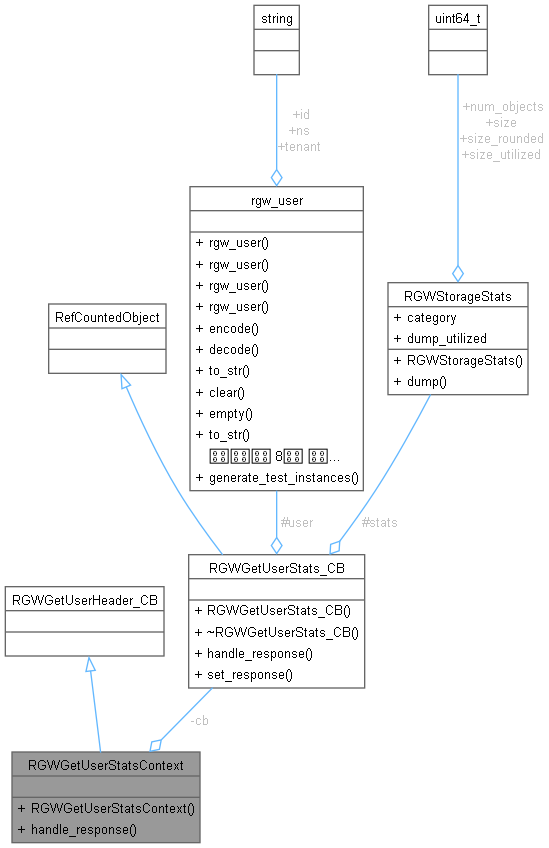 string
uint64_t
+id
+ns
+tenant
+num_objects
+size
+size_rounded
+size_utilized
rgw_user
+ rgw_user()
+ rgw_user()
+ rgw_user()
+ rgw_user()
+ encode()
+ decode()
+ to_str()
+ clear()
+ empty()
+ to_str()
8
...
+ generate_test_instances()
RGWStorageStats
+ category
+ dump_utilized
+ RGWStorageStats()
+ dump()
RefCountedObject
#user
#stats
RGWGetUserStats_CB
+ RGWGetUserStats_CB()
+ ~RGWGetUserStats_CB()
+ handle_response()
+ set_response()
RGWGetUserHeader_CB
-cb
RGWGetUserStatsContext
+ RGWGetUserStatsContext()
+ handle_response()